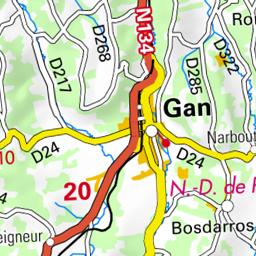 Ro
N134
D268
D322
D217
D285
Gan
Narbout
10
D24
D24
20
N.-D. de
Bosdarros
eigneur